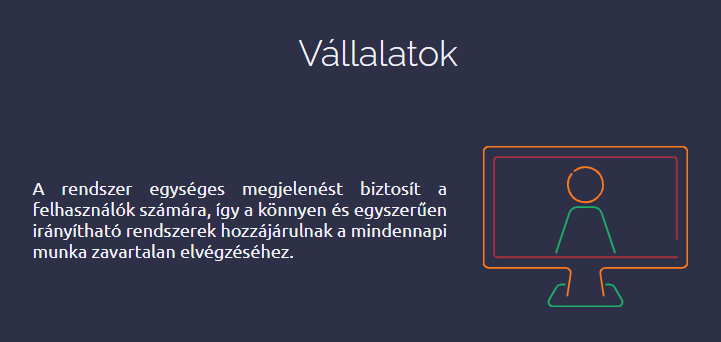 Vállalatok
A rendszer egységes megjelenést biztosít a
felhasználók számára, így a könnyen és egyszerűen
irányítható rendszerek hozzájárulnak a mindennapi
munka zavartalan elvégzéséhez.